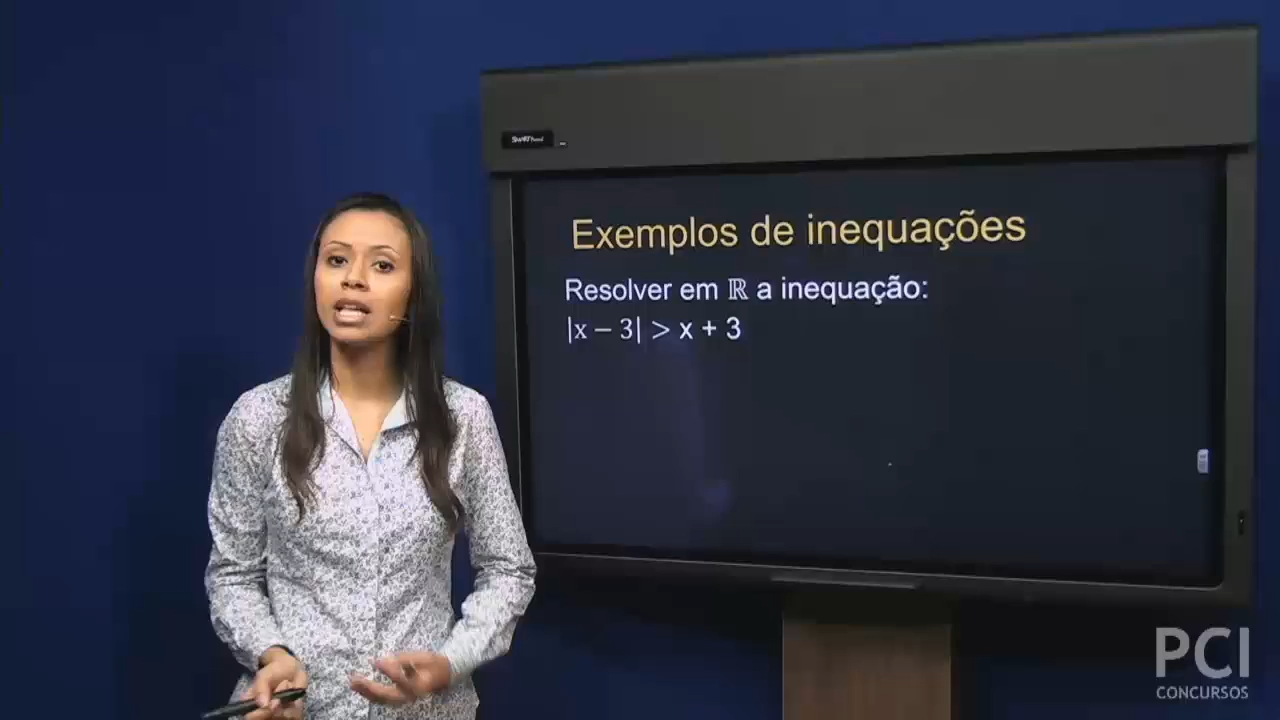 Exemplos de inequações
Resolver em ℝ a inequação:
|x − 3| > x + 3
PCI
CONCURSOS